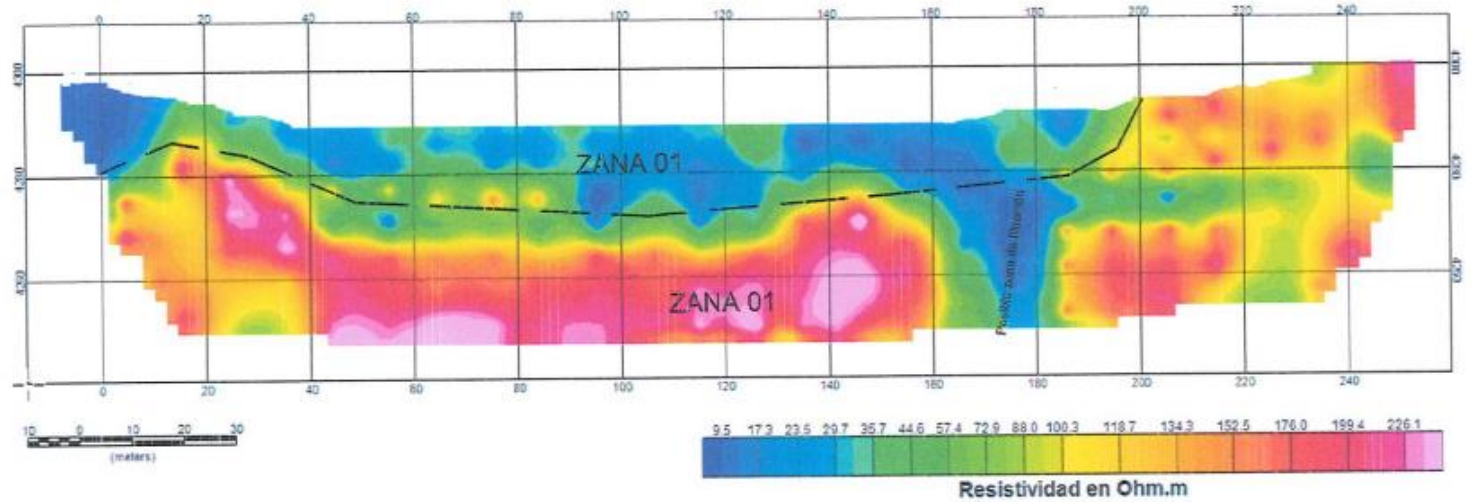 0 20 40 60 80 100 120 140 160 180 200 220 240
4300 4300
ZANA 01
ZANA 01
0 20 40 60 80 100 120 140 160 180 200 220 240
10 0 10 20 30
(meters)
9.5 17.3 23.5 29.7 35.7 44.6 57.4 72.9 88.0 100.3 118.7 134.3 152.5 176.0 199.4 226.1
Resistividad en Ohm.m